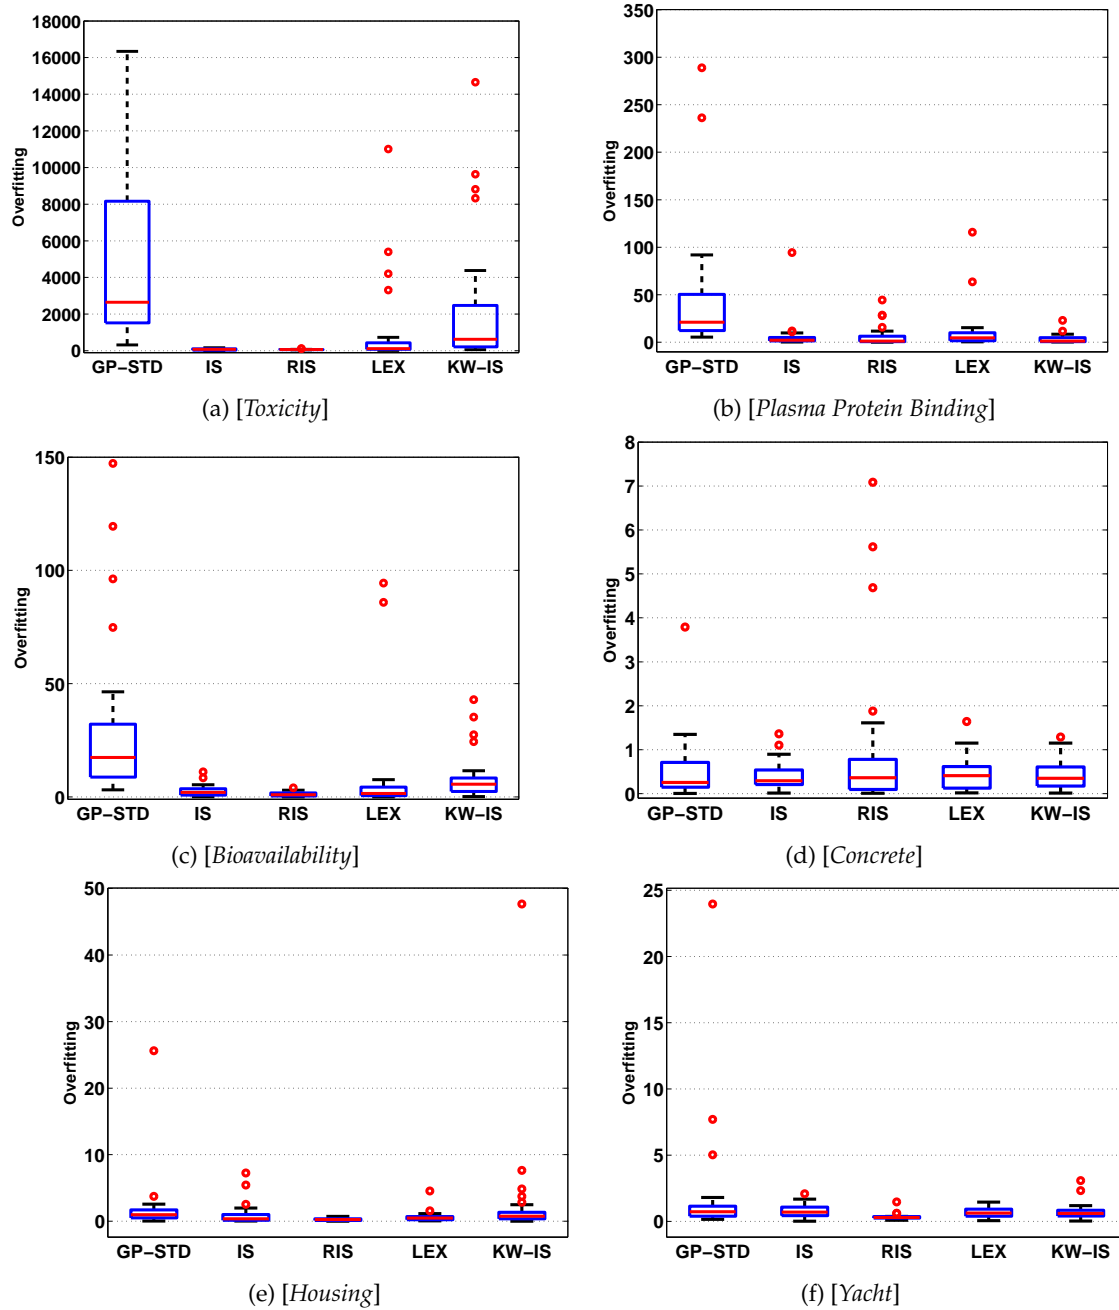 18000
16000
14000
12000
10000
8000
6000
4000
2000
0
Overfitting
GP–STD IS RIS LEX KW–IS
(a) [Toxicity]
350
300
250
200
150
100
50
0
Overfitting
GP–STD IS RIS LEX KW–IS
(b) [Plasma Protein Binding]
150
100
50
0
Overfitting
GP–STD IS RIS LEX KW–IS
(c) [Bioavailability]
8
7
6
5
4
3
2
1
0
Overfitting
GP–STD IS RIS LEX KW–IS
(d) [Concrete]
50
40
30
20
10
0
Overfitting
GP–STD IS RIS LEX KW–IS
(e) [Housing]
25
20
15
10
5
0
Overfitting
GP–STD IS RIS LEX KW–IS
(f) [Yacht]